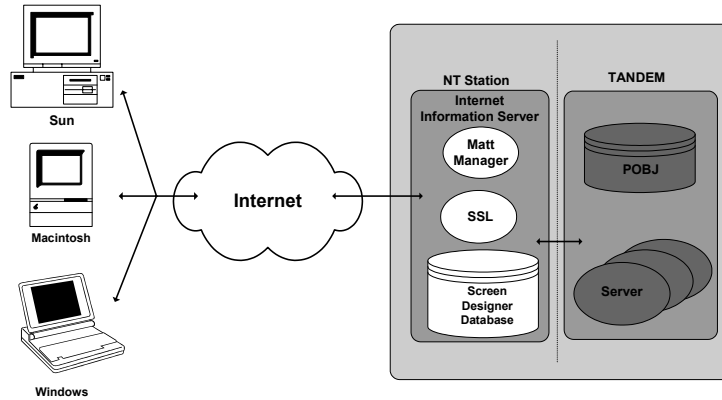 Sun
Macintosh
Windows
Internet
NT Station
Internet
Information Server
Matt
Manager
SSL
Screen
Designer
Database
TANDEM
POBJ
Server